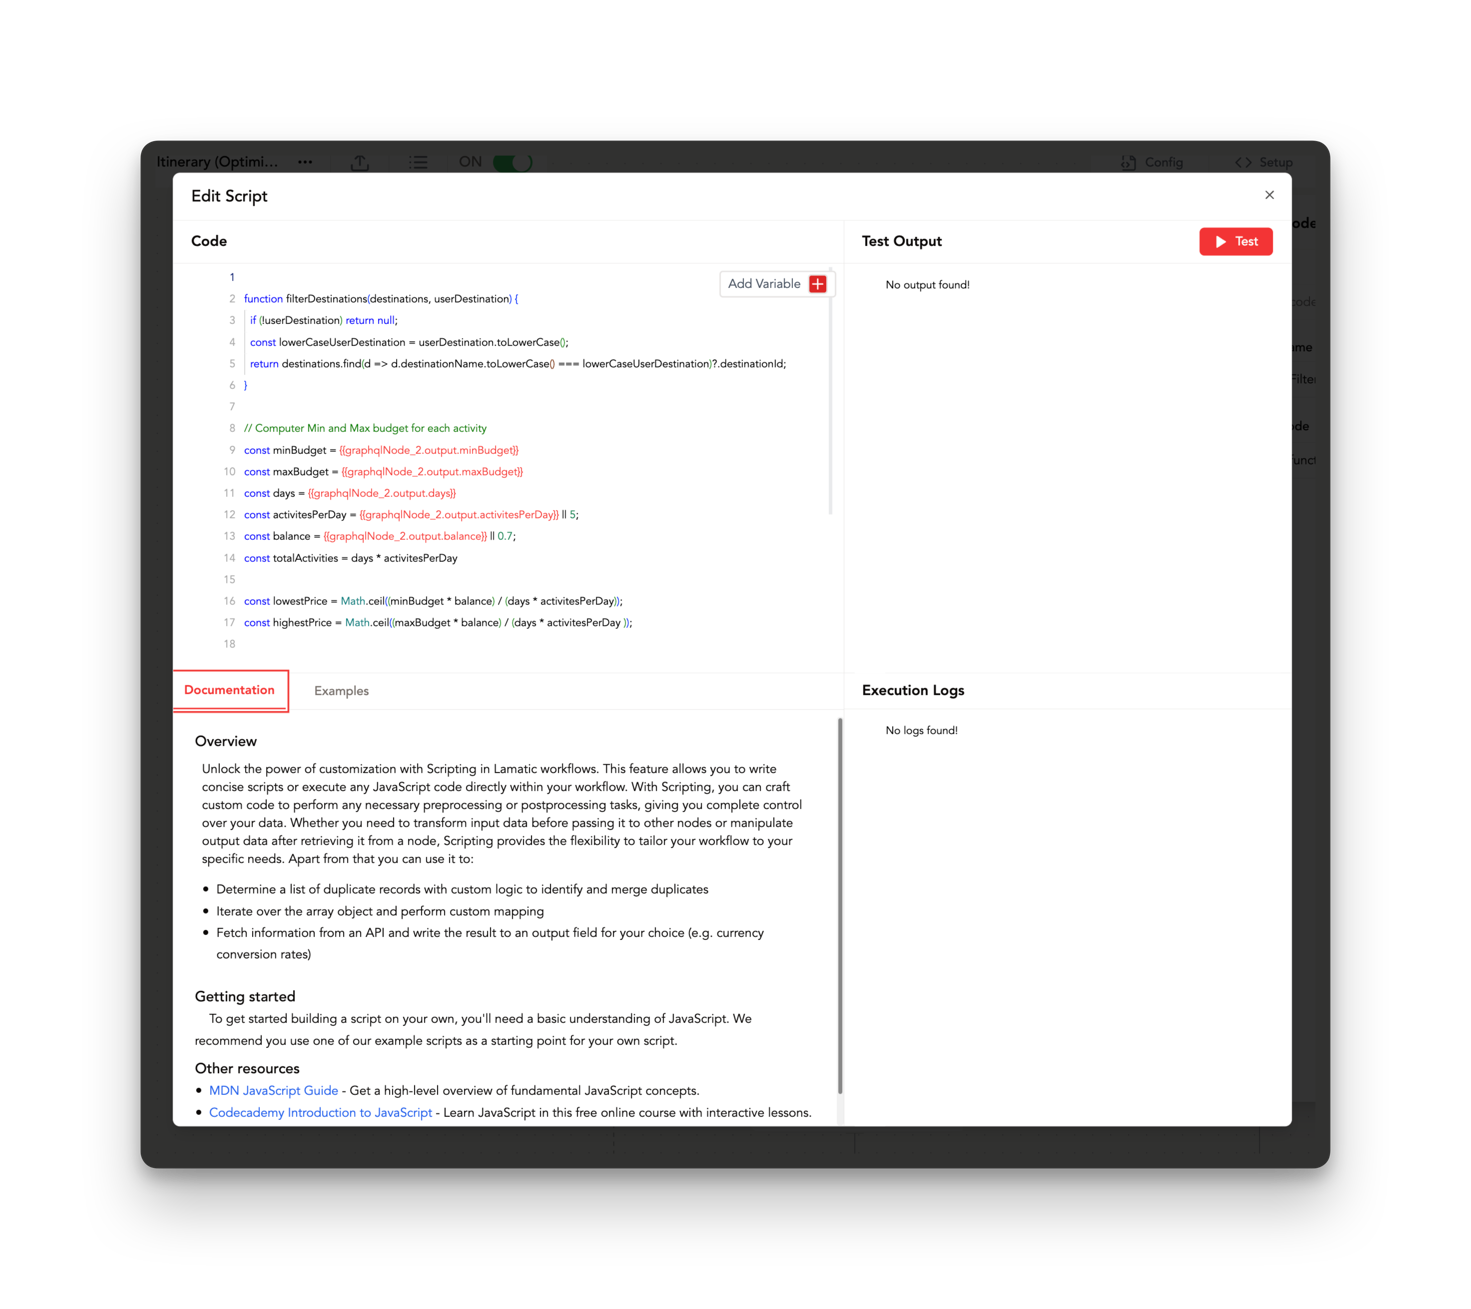 Itinerary (Optimi... ••• ON Config Setup
Edit Script
Code
Add Variable
1
2 function filterDestinations(destinations, userDestination) {
3 if (!userDestination) return null;
4 const lowerCaseUserDestination = userDestination.toLowerCase();
5 return destinations.find(d => d.destinationName.toLowerCase() === lowerCaseUserDestination)?.destinationId;
6 }
7
8 // Computer Min and Max budget for each activity
9 const minBudget = {{graphqlNode_2.output.minBudget}}
10 const maxBudget = {{graphqlNode_2.output.maxBudget}}
11 const days = {{graphqlNode_2.output.days}}
12 const activitesPerDay = {{graphqlNode_2.output.activitesPerDay}} || 5;
13 const balance = {{graphqlNode_2.output.balance}} || 0.7;
14 const totalActivities = days * activitesPerDay
15
16 const lowestPrice = Math.ceil((minBudget * balance) / (days * activitesPerDay));
17 const highestPrice = Math.ceil((maxBudget * balance) / (days * activitesPerDay ));
18
Test Output
Test
No output found!
Documentation Examples
Overview
Unlock the power of customization with Scripting in Lamatic workflows. This feature allows you to write
concise scripts or execute any JavaScript code directly within your workflow. With Scripting, you can craft
custom code to perform any necessary preprocessing or postprocessing tasks, giving you complete control
over your data. Whether you need to transform input data before passing it to other nodes or manipulate
output data after retrieving it from a node, Scripting provides the flexibility to tailor your workflow to your
specific needs. Apart from that you can use it to:
• Determine a list of duplicate records with custom logic to identify and merge duplicates
• Iterate over the array object and perform custom mapping
• Fetch information from an API and write the result to an output field for your choice (e.g. currency
conversion rates)
Getting started
To get started building a script on your own, you'll need a basic understanding of JavaScript. We
recommend you use one of our example scripts as a starting point for your own script.
Other resources
• MDN JavaScript Guide - Get a high-level overview of fundamental JavaScript concepts.
• Codecademy Introduction to JavaScript - Learn JavaScript in this free online course with interactive lessons.
Execution Logs
No logs found!